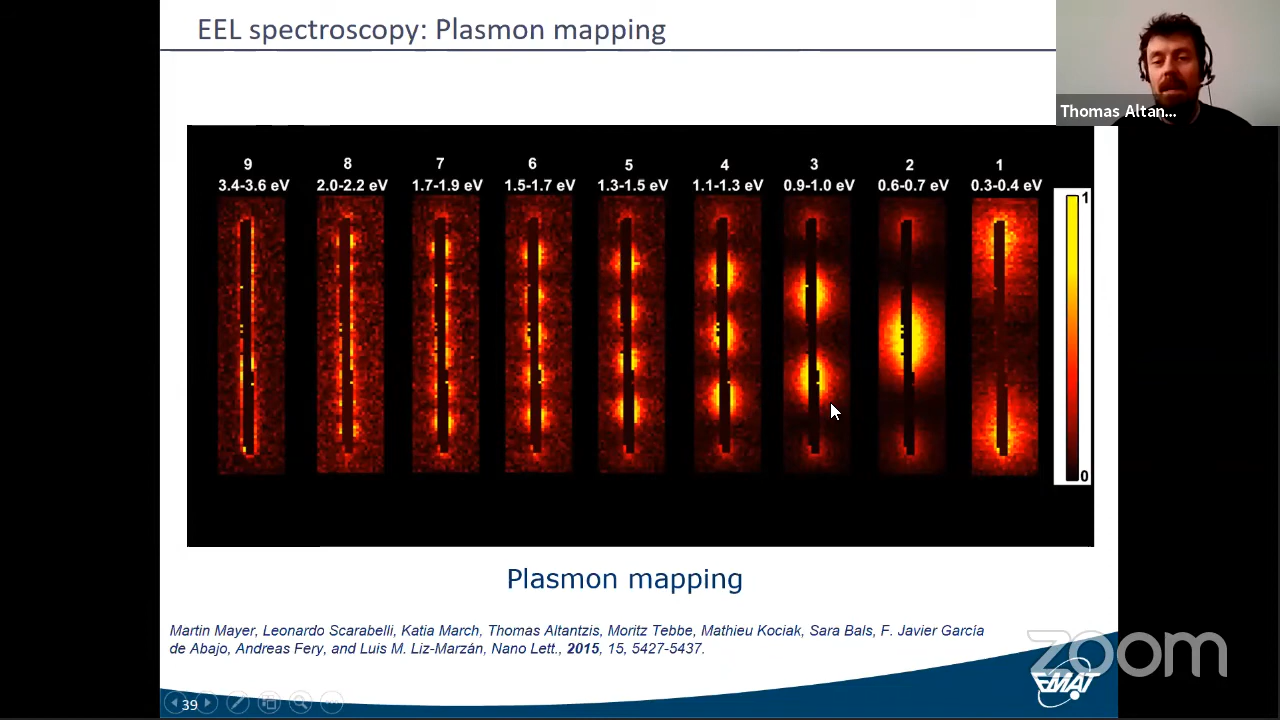 EEL spectroscopy: Plasmon mapping
Thomas Altan...
9 8 7 6 5 4 3 2 1
3.4-3.6 eV 2.0-2.2 eV 1.7-1.9 eV 1.5-1.7 eV 1.3-1.5 eV 1.1-1.3 eV 0.9-1.0 eV 0.6-0.7 eV 0.3-0.4 eV
1
0
Plasmon mapping
Martin Mayer, Leonardo Scarabelli, Katia March, Thomas Altantzis, Moritz Tebbe, Mathieu Kociak, Sara Bals, F. Javier García
de Abajo, Andreas Fery, and Luis M. Liz-Marzán, Nano Lett., 2015, 15, 5427-5437.
zoom
EMAT
39